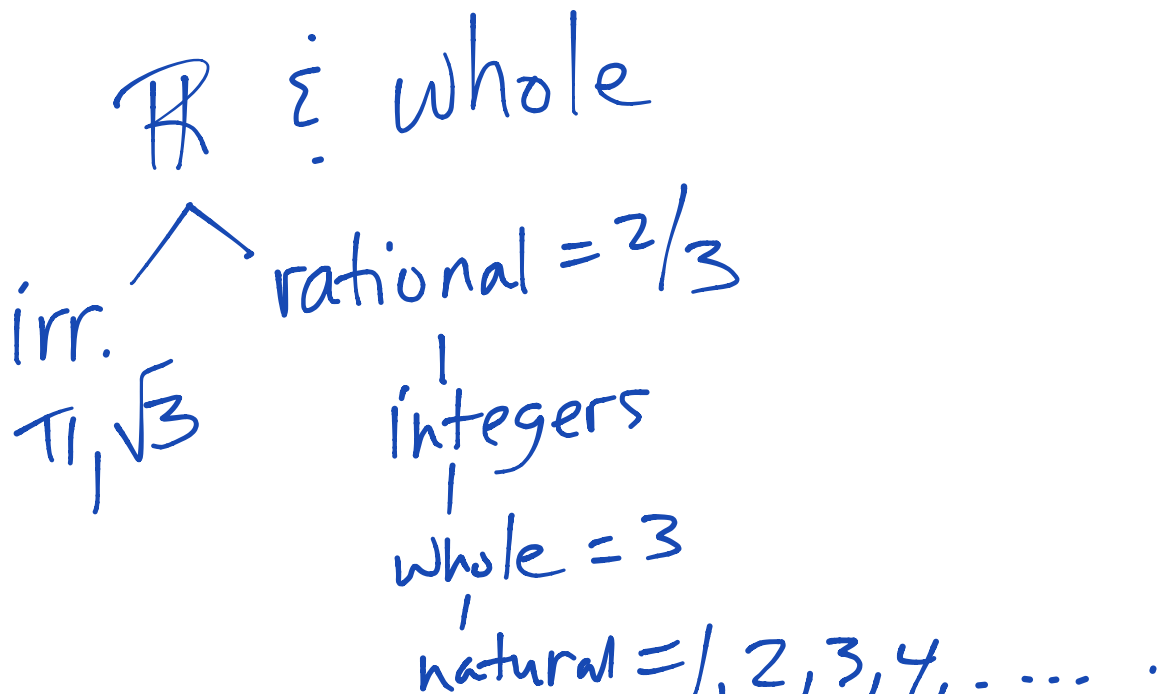 ℝ & whole
irr. rational = 2/3
π, √3
integers
whole = 3
natural = 1, 2, 3, 4, . . . . .